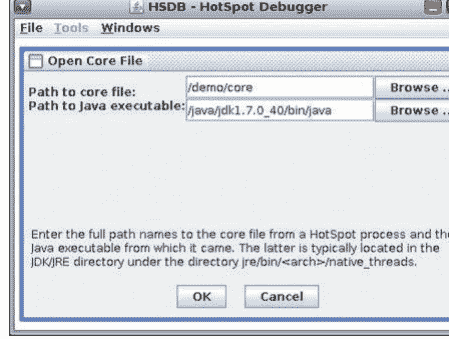 HSDB - HotSpot Debugger
File Tools Windows
Open Core File
Path to core file: /demo/core Browse ..
Path to Java executable: /java/jdk1.7.0_40/bin/java Browse ..
Enter the full path names to the core file from a HotSpot process and the
Java executable from which it came. The latter is typically located in the
JDK/JRE directory under the directory jre/bin/<arch>/native_threads.
OK Cancel